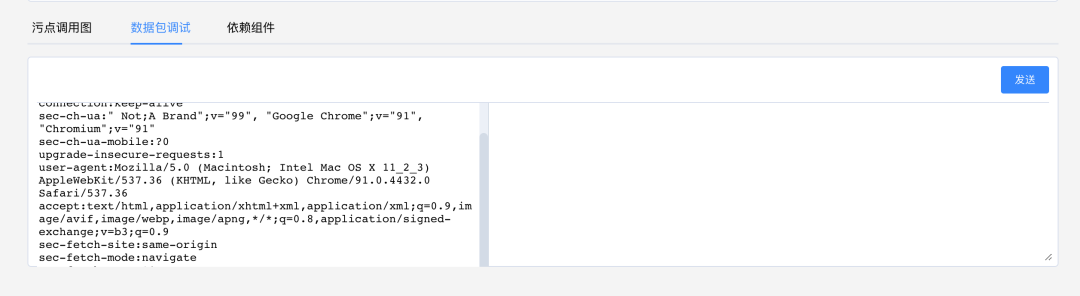 污点调用图
数据包调试
依赖组件
发送
connection:keep-alive
sec-ch-ua:" Not;A Brand";v="99", "Google Chrome";v="91",
"Chromium";v="91"
sec-ch-ua-mobile:?0
upgrade-insecure-requests:1
user-agent:Mozilla/5.0 (Macintosh; Intel Mac OS X 11_2_3)
AppleWebKit/537.36 (KHTML, like Gecko) Chrome/91.0.4432.0
Safari/537.36
accept:text/html,application/xhtml+xml,application/xml;q=0.9,im
age/avif,image/webp,image/apng,*/*;q=0.8,application/signed-
exchange;v=b3;q=0.9
sec-fetch-site:same-origin
sec-fetch-mode:navigate